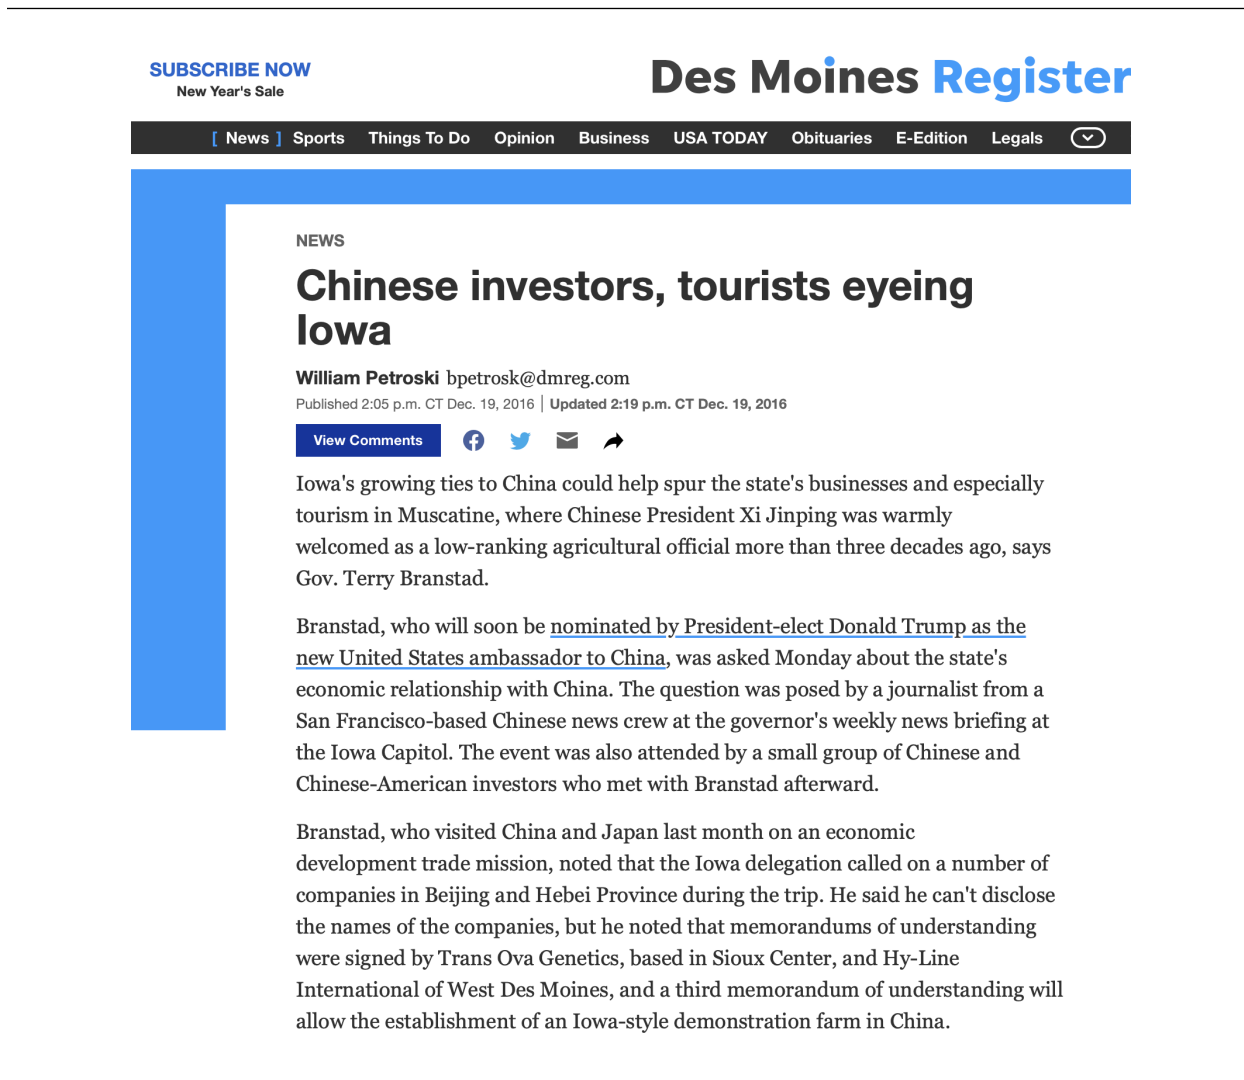 SUBSCRIBE NOW
New Year's Sale
Des Moines Register
[ News ] Sports Things To Do Opinion Business USA TODAY Obituaries E-Edition Legals
NEWS
Chinese investors, tourists eyeing
Iowa
William Petroski bpetrosk@dmreg.com
Published 2:05 p.m. CT Dec. 19, 2016 | Updated 2:19 p.m. CT Dec. 19, 2016
View Comments
Iowa's growing ties to China could help spur the state's businesses and especially
tourism in Muscatine, where Chinese President Xi Jinping was warmly
welcomed as a low-ranking agricultural official more than three decades ago, says
Gov. Terry Branstad.
Branstad, who will soon be nominated by President-elect Donald Trump as the
new United States ambassador to China, was asked Monday about the state's
economic relationship with China. The question was posed by a journalist from a
San Francisco-based Chinese news crew at the governor's weekly news briefing at
the Iowa Capitol. The event was also attended by a small group of Chinese and
Chinese-American investors who met with Branstad afterward.
Branstad, who visited China and Japan last month on an economic
development trade mission, noted that the Iowa delegation called on a number of
companies in Beijing and Hebei Province during the trip. He said he can't disclose
the names of the companies, but he noted that memorandums of understanding
were signed by Trans Ova Genetics, based in Sioux Center, and Hy-Line
International of West Des Moines, and a third memorandum of understanding will
allow the establishment of an Iowa-style demonstration farm in China.